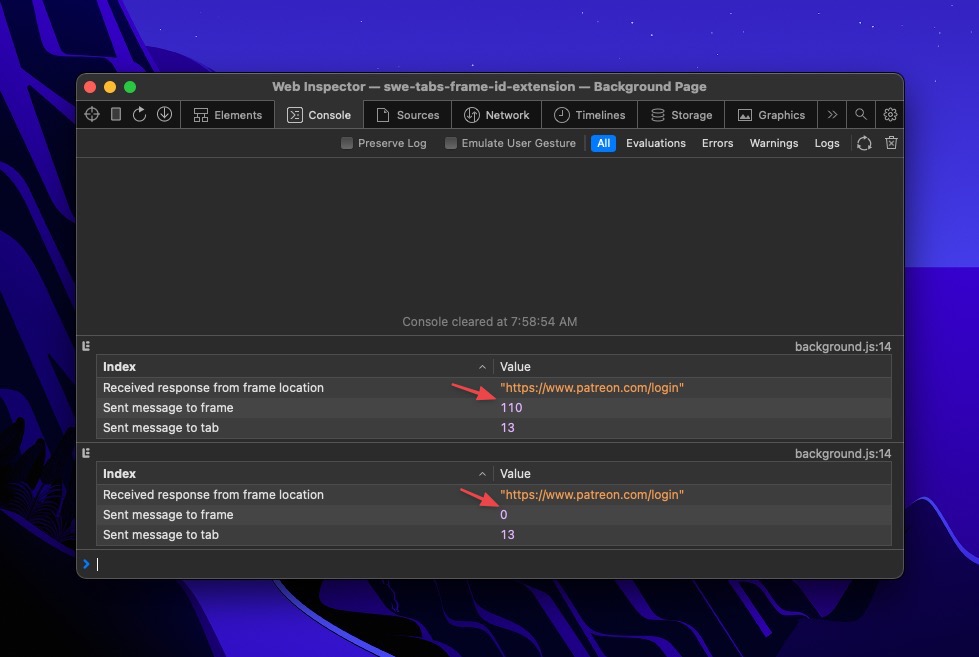 Web Inspector — swe-tabs-frame-id-extension — Background Page
Elements Console Sources Network Timelines Storage Graphics
Preserve Log Emulate User Gesture All Evaluations Errors Warnings Logs
Console cleared at 7:58:54 AM
background.js:14
Index Value
Received response from frame location "https://www.patreon.com/login"
Sent message to frame 110
Sent message to tab 13
background.js:14
Index Value
Received response from frame location "https://www.patreon.com/login"
Sent message to frame 0
Sent message to tab 13